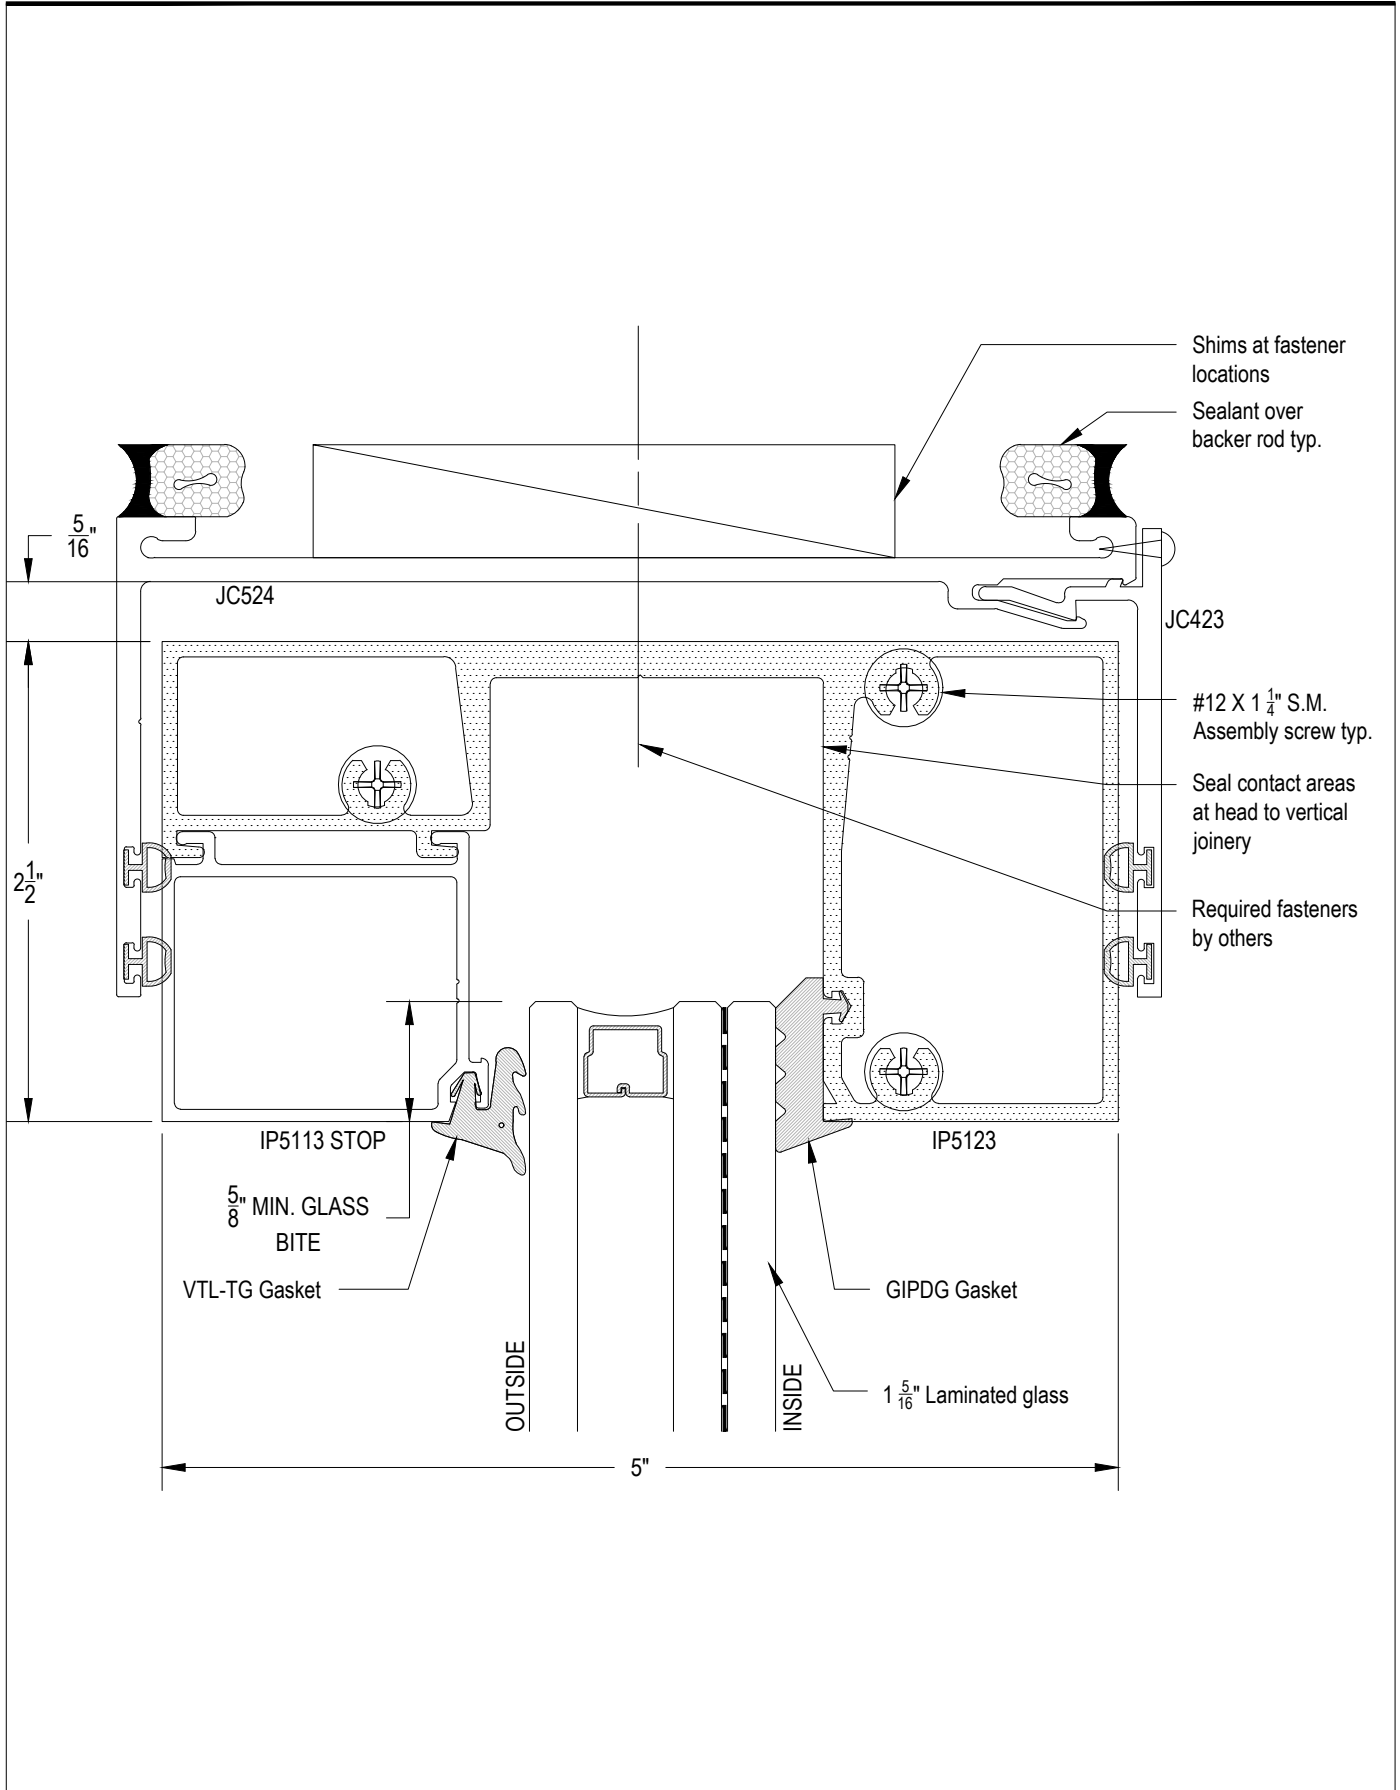 Shims at fastener
locations
Sealant over
backer rod typ.
5/16"
JC524
JC423
#12 X 1 1/4" S.M.
Assembly screw typ.
Seal contact areas
at head to vertical
joinery
2 1/2"
Required fasteners
by others
IP5113 STOP
IP5123
5/8" MIN. GLASS
BITE
VTL-TG Gasket
GIPDG Gasket
OUTSIDE
INSIDE
1 5/16" Laminated glass
5"